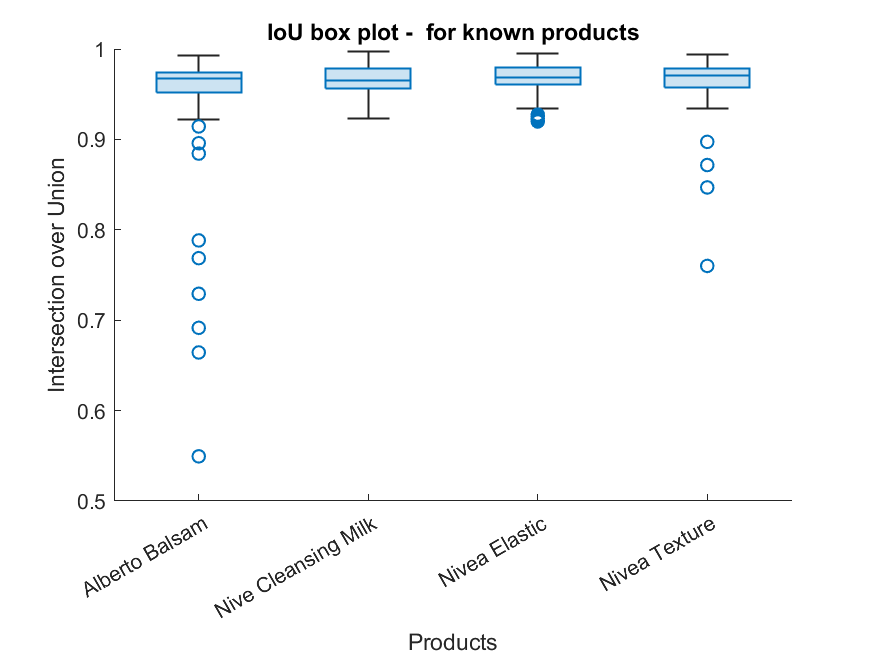 IoU box plot -  for known products
1
0.9
0.8
0.7
0.6
0.5
Intersection over Union
Alberto Balsam
Nive Cleansing Milk
Nivea Elastic
Nivea Texture
Products